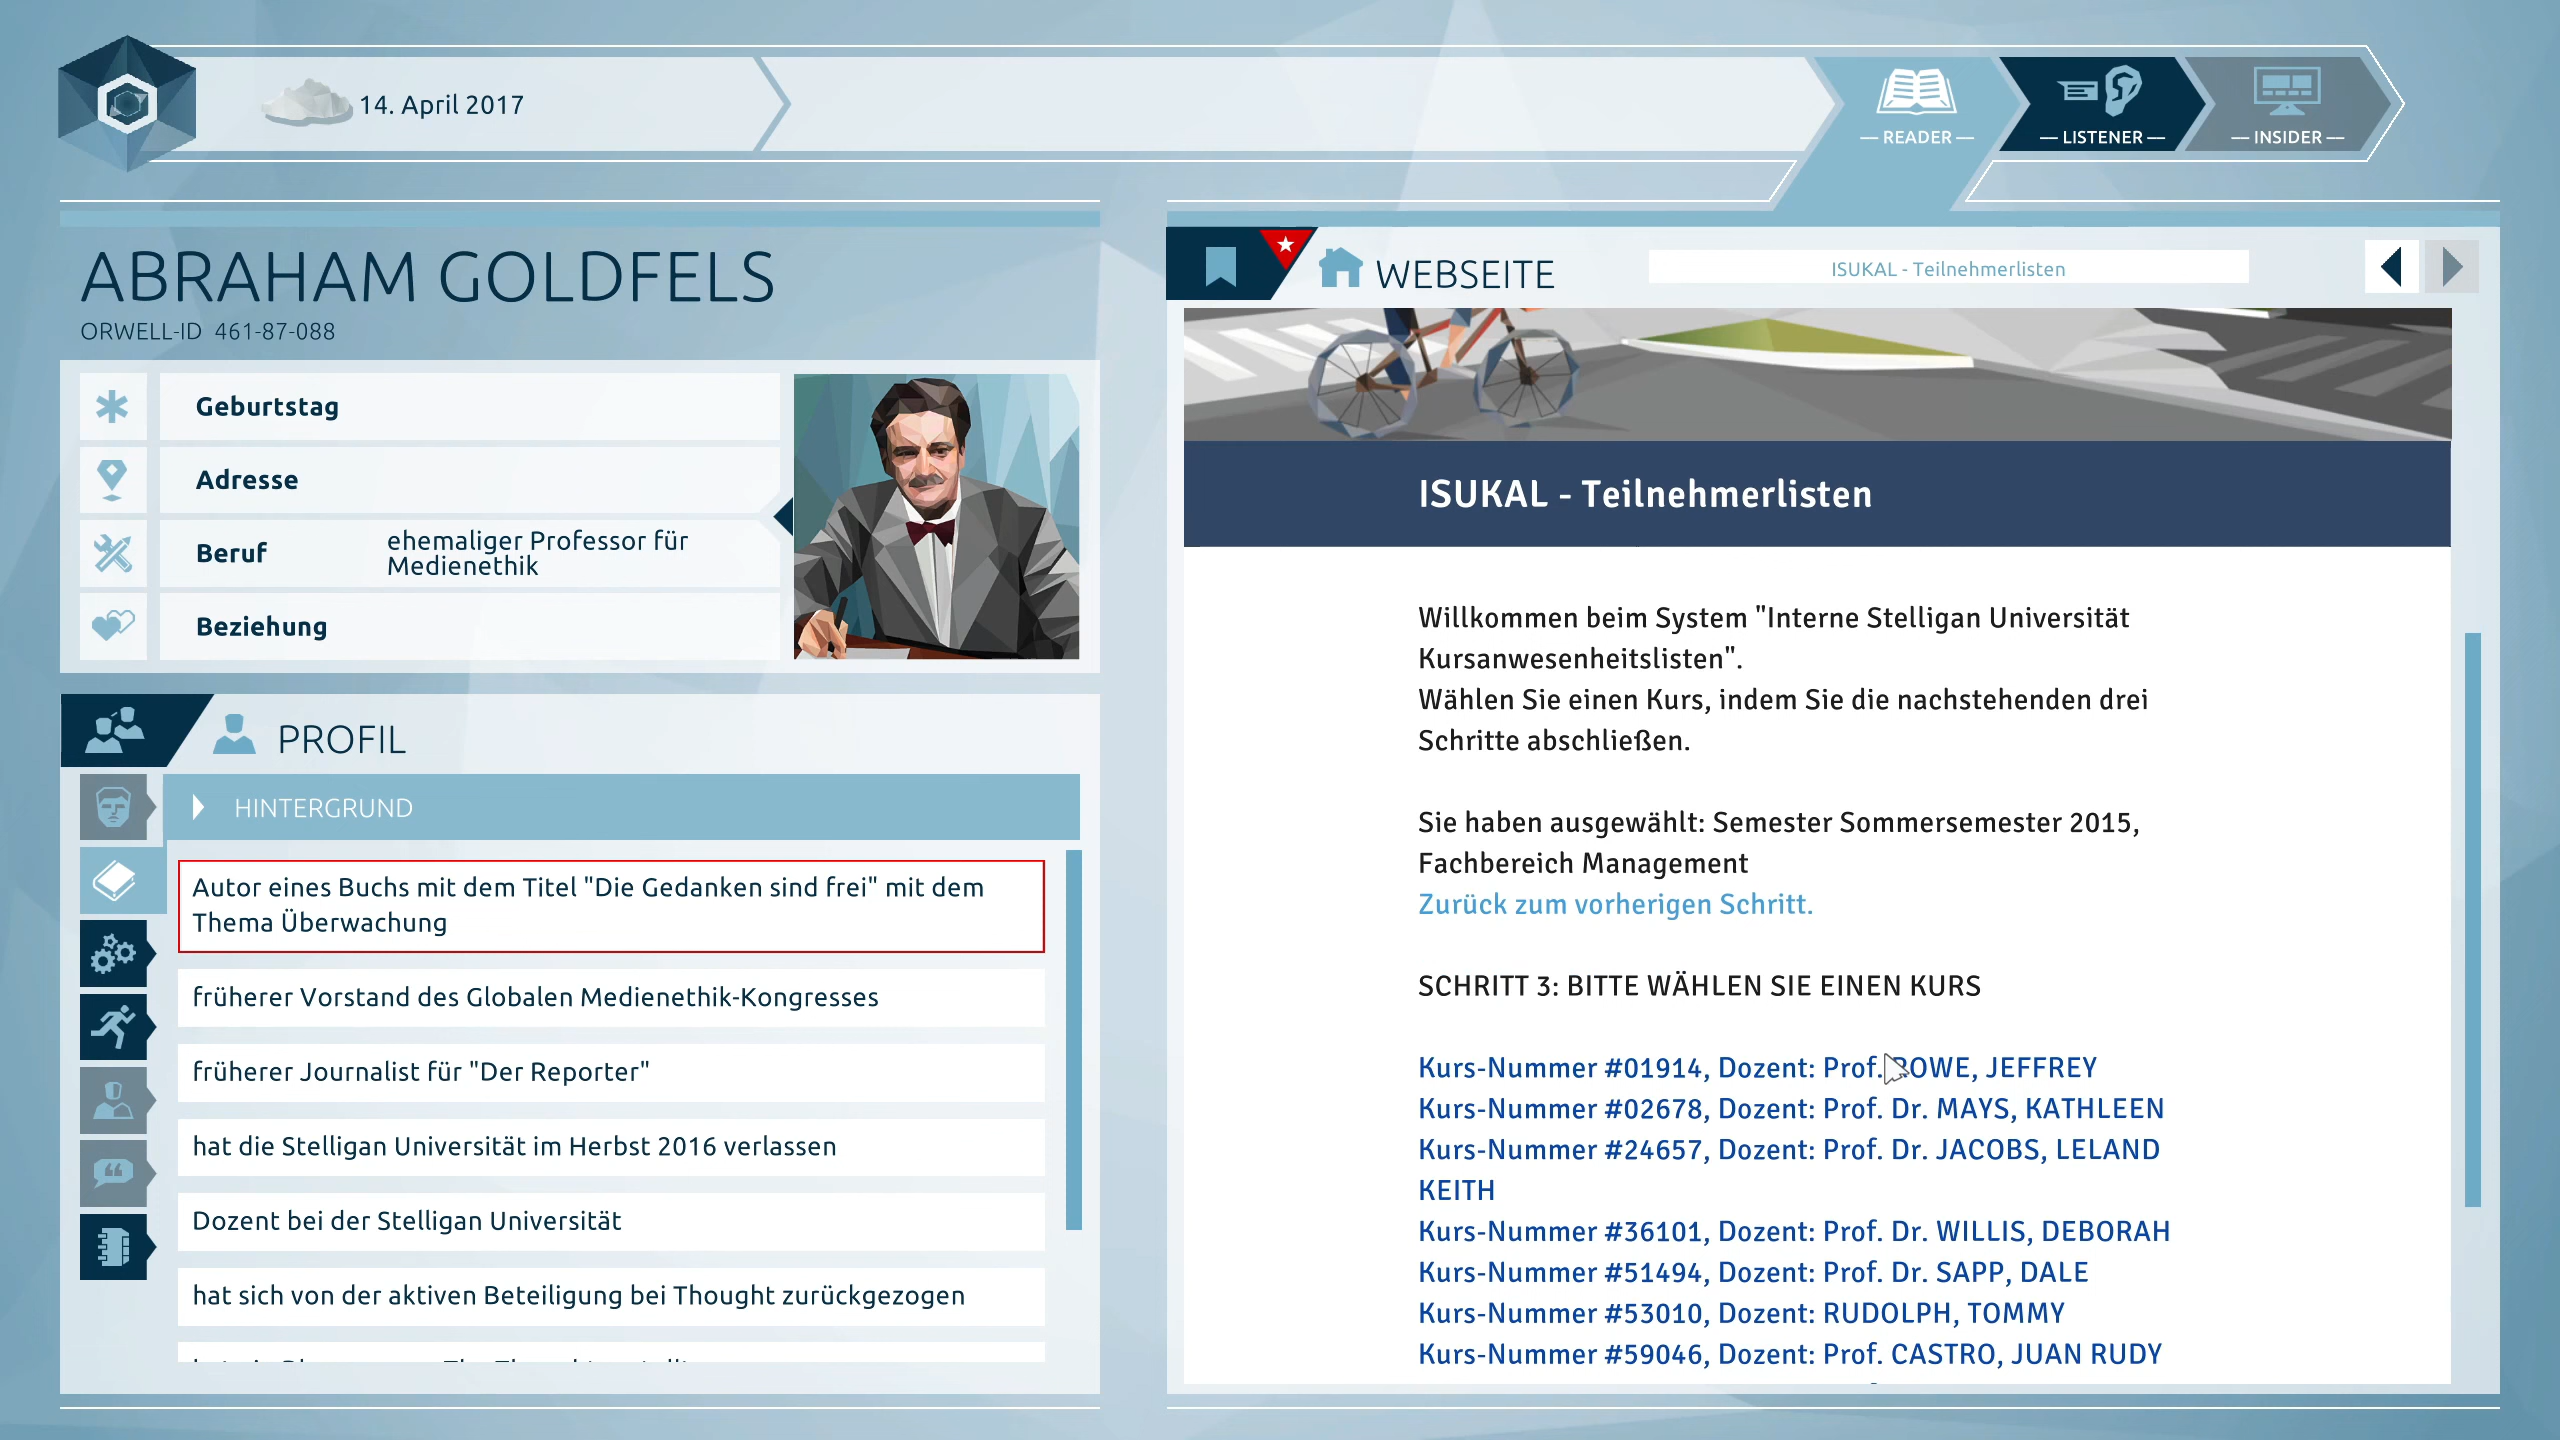 14. April 2017
READER
LISTENER
INSIDER
ABRAHAM GOLDFELS
ORWELL-ID 461-87-088
Geburtstag
Adresse
Beruf
ehemaliger Professor für
Medienethik
Beziehung
PROFIL
HINTERGRUND
Autor eines Buchs mit dem Titel "Die Gedanken sind frei" mit dem
Thema Überwachung
früherer Vorstand des Globalen Medienethik-Kongresses
früherer Journalist für "Der Reporter"
hat die Stelligan Universität im Herbst 2016 verlassen
Dozent bei der Stelligan Universität
hat sich von der aktiven Beteiligung bei Thought zurückgezogen
WEBSEITE
ISUKAL - Teilnehmerlisten
ISUKAL - Teilnehmerlisten
Willkommen beim System "Interne Stelligan Universität
Kursanwesenheitslisten".
Wählen Sie einen Kurs, indem Sie die nachstehenden drei
Schritte abschließen.
Sie haben ausgewählt: Semester Sommersemester 2015,
Fachbereich Management
Zurück zum vorherigen Schritt.
SCHRITT 3: BITTE WÄHLEN SIE EINEN KURS
Kurs-Nummer #01914, Dozent: Prof. JEFFREY
Kurs-Nummer #02678, Dozent: Prof. Dr. MAYS, KATHLEEN
Kurs-Nummer #24657, Dozent: Prof. Dr. JACOBS, LELAND
KEITH
Kurs-Nummer #36101, Dozent: Prof. Dr. WILLIS, DEBORAH
Kurs-Nummer #51494, Dozent: Prof. Dr. SAPP, DALE
Kurs-Nummer #53010, Dozent: RUDOLPH, TOMMY
Kurs-Nummer #59046, Dozent: Prof. CASTRO, JUAN RUDY